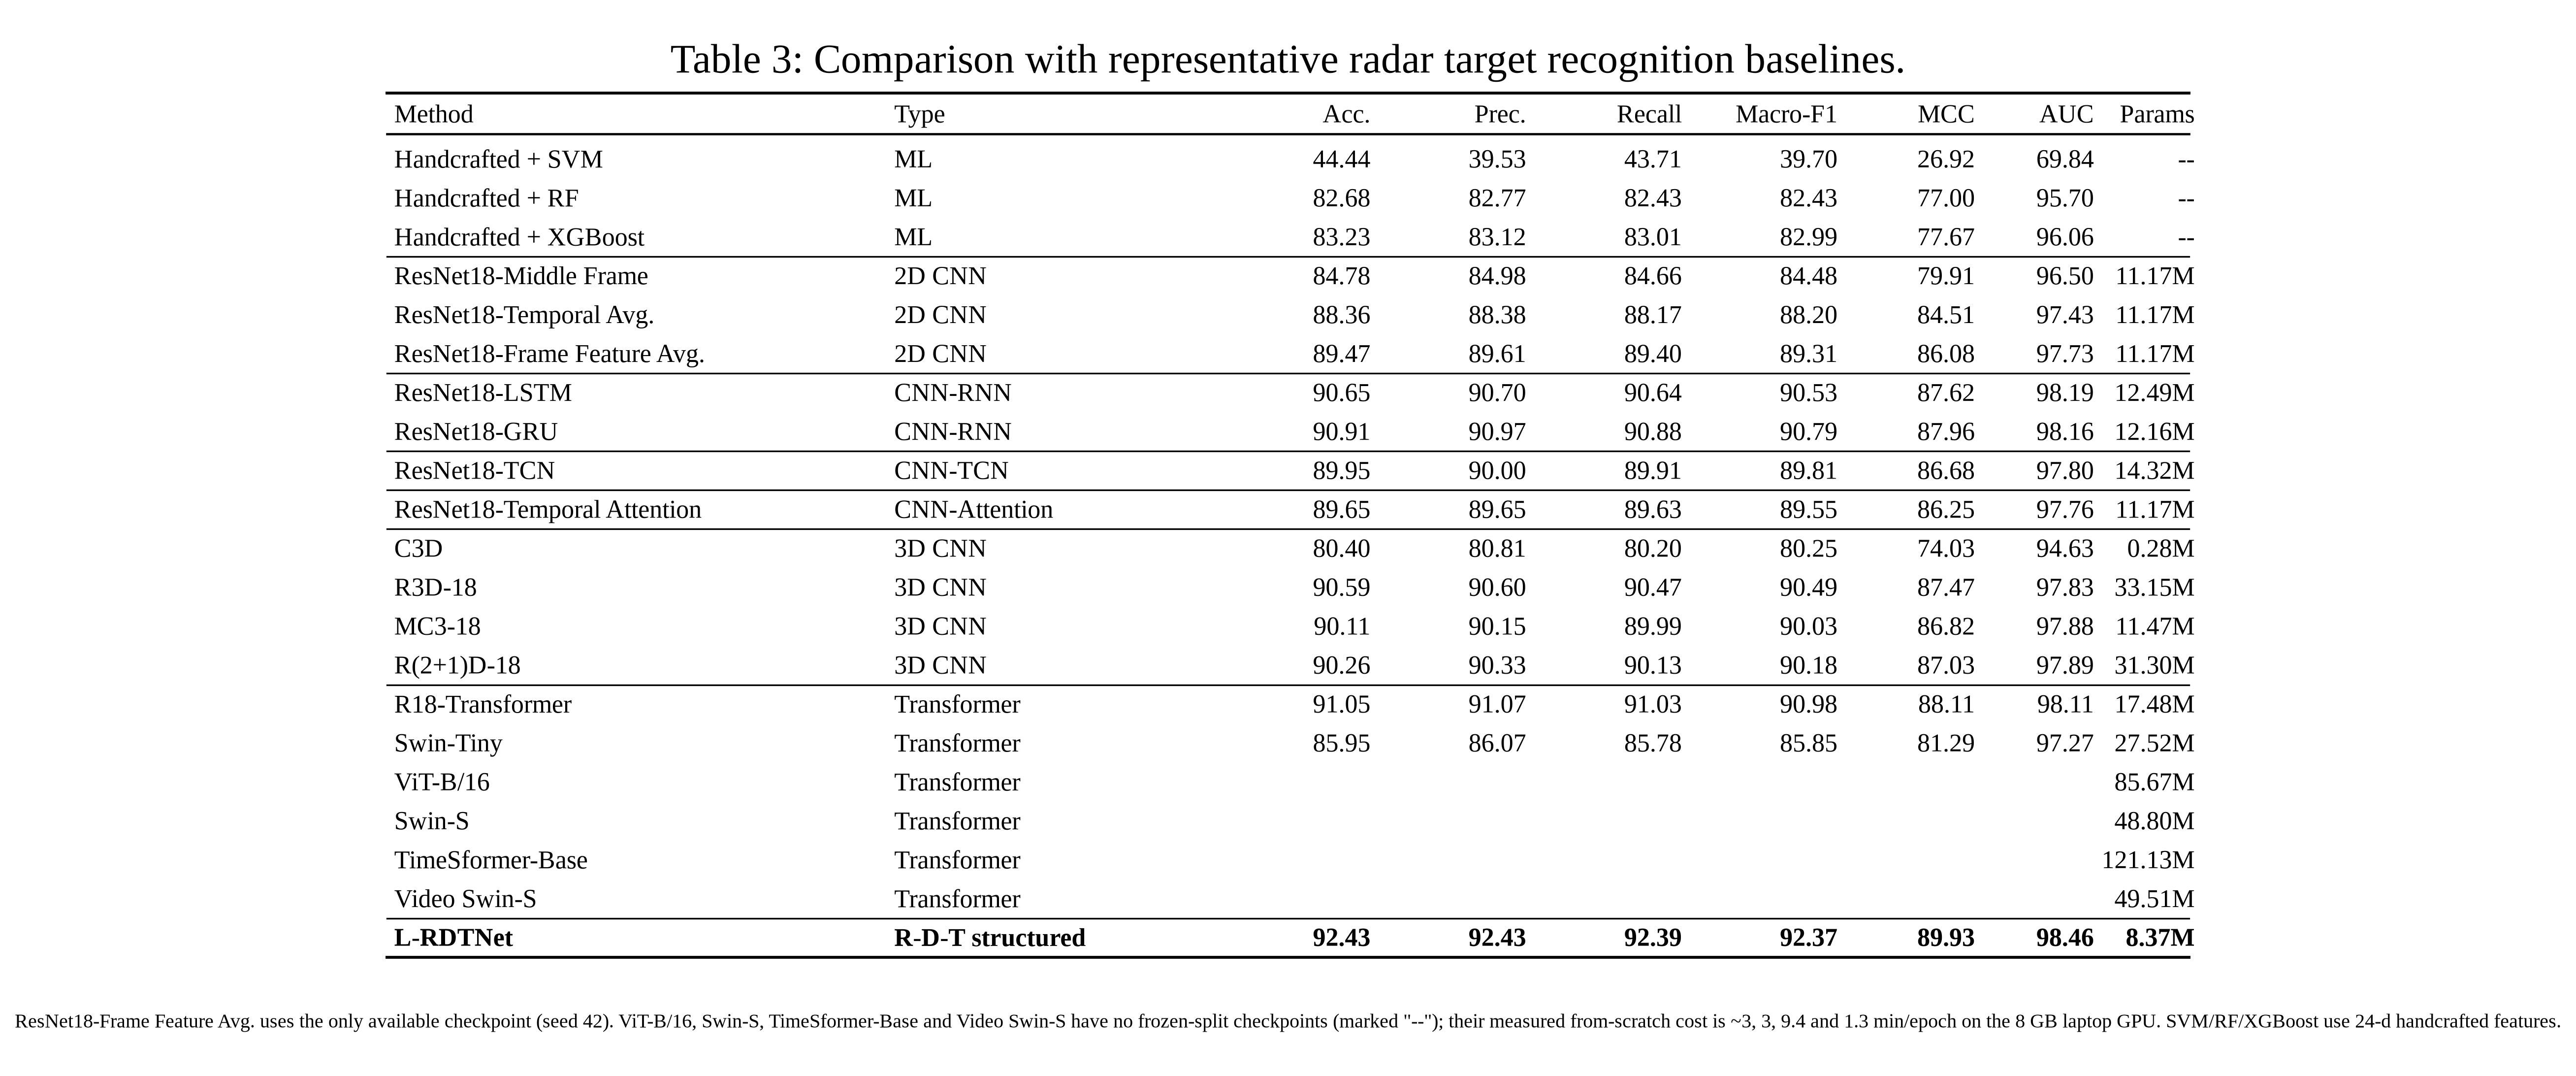 Table 3: Comparison with representative radar target recognition baselines.
Method Type Acc. Prec. Recall Macro-F1 MCC AUC Params
Handcrafted + SVM ML 44.44 39.53 43.71 39.70 26.92 69.84 --
Handcrafted + RF ML 82.68 82.77 82.43 82.43 77.00 95.70 --
Handcrafted + XGBoost ML 83.23 83.12 83.01 82.99 77.67 96.06 --
ResNet18-Middle Frame 2D CNN 84.78 84.98 84.66 84.48 79.91 96.50 11.17M
ResNet18-Temporal Avg. 2D CNN 88.36 88.38 88.17 88.20 84.51 97.43 11.17M
ResNet18-Frame Feature Avg. 2D CNN 89.47 89.61 89.40 89.31 86.08 97.73 11.17M
ResNet18-LSTM CNN-RNN 90.65 90.70 90.64 90.53 87.62 98.19 12.49M
ResNet18-GRU CNN-RNN 90.91 90.97 90.88 90.79 87.96 98.16 12.16M
ResNet18-TCN CNN-TCN 89.95 90.00 89.91 89.81 86.68 97.80 14.32M
ResNet18-Temporal Attention CNN-Attention 89.65 89.65 89.63 89.55 86.25 97.76 11.17M
C3D 3D CNN 80.40 80.81 80.20 80.25 74.03 94.63 0.28M
R3D-18 3D CNN 90.59 90.60 90.47 90.49 87.47 97.83 33.15M
MC3-18 3D CNN 90.11 90.15 89.99 90.03 86.82 97.88 11.47M
R(2+1)D-18 3D CNN 90.26 90.33 90.13 90.18 87.03 97.89 31.30M
R18-Transformer Transformer 91.05 91.07 91.03 90.98 88.11 98.11 17.48M
Swin-Tiny Transformer 85.95 86.07 85.78 85.85 81.29 97.27 27.52M
ViT-B/16 Transformer 85.67M
Swin-S Transformer 48.80M
TimeSformer-Base Transformer 121.13M
Video Swin-S Transformer 49.51M
L-RDTNet R-D-T structured 92.43 92.43 92.39 92.37 89.93 98.46 8.37M
ResNet18-Frame Feature Avg. uses the only available checkpoint (seed 42). ViT-B/16, Swin-S, TimeSformer-Base and Video Swin-S have no frozen-split checkpoints (marked "--"); their measured from-scratch cost is ~3, 3, 9.4 and 1.3 min/epoch on the 8 GB laptop GPU. SVM/RF/XGBoost use 24-d handcrafted features.